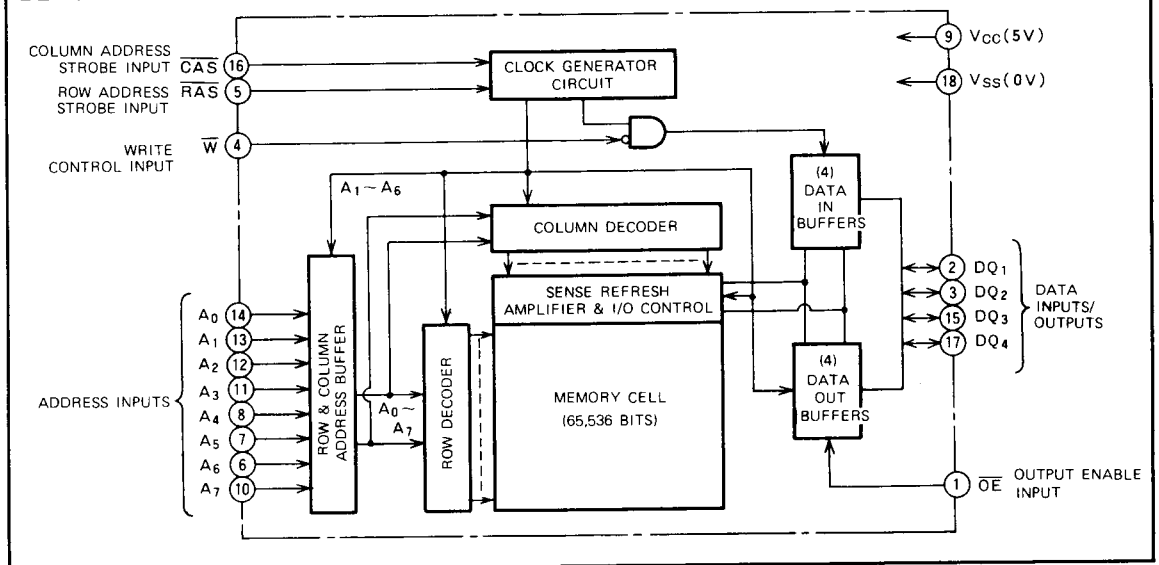 COLUMN ADDRESS
STROBE INPUT CAS 16
ROW ADDRESS
STROBE INPUT RAS 5
WRITE
CONTROL INPUT W 4
CLOCK GENERATOR
CIRCUIT
9 VCC(5V)
18 VSS(0V)
A1~A6
COLUMN DECODER
(4)
DATA
IN
BUFFERS
SENSE REFRESH
AMPLIFIER & I/O CONTROL
ADDRESS INPUTS
A0 14
A1 13
A2 12
A3 11
A4 8
A5 7
A6 6
A7 10
ROW & COLUMN
ADDRESS BUFFER
A0~
A7
ROW DECODER
MEMORY CELL
(65,536 BITS)
(4)
DATA
OUT
BUFFERS
2 DQ1
3 DQ2
15 DQ3
17 DQ4
DATA
INPUTS/
OUTPUTS
1 OE OUTPUT ENABLE
INPUT